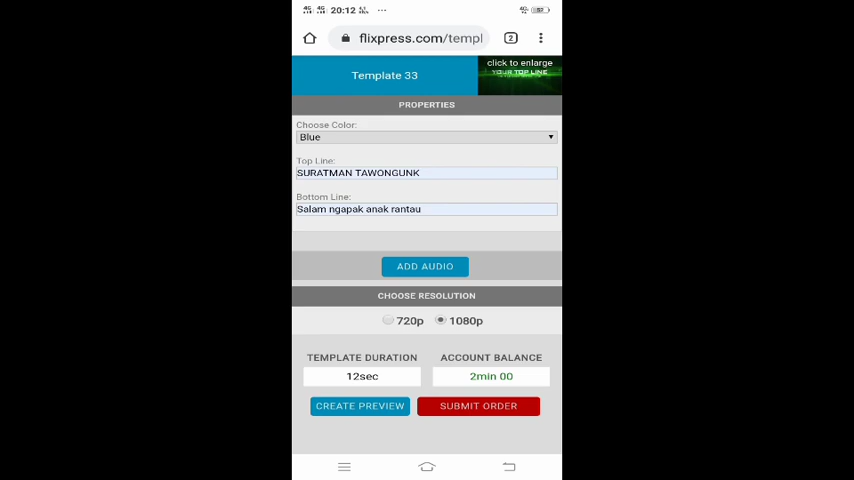 20:12
52
flixpress.com/templ
2
Template 33
click to enlarge
YOUR TOP LINE
PROPERTIES
Choose Color:
Blue
Top Line:
SURATMAN TAWONGUNK
Bottom Line:
Salam ngapak anak rantau
ADD AUDIO
CHOOSE RESOLUTION
720p 1080p
TEMPLATE DURATION ACCOUNT BALANCE
12sec 2min 00
CREATE PREVIEW SUBMIT ORDER